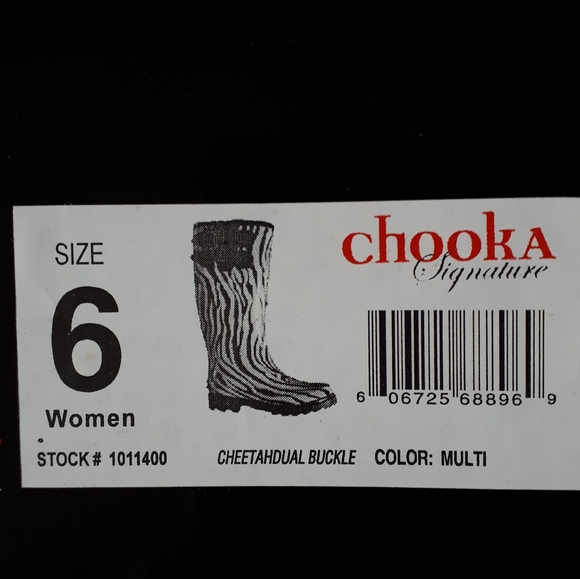 SIZE
6
Women
chooka
Signature
6 06725 68896 9
STOCK# 1011400 CHEETAHDUAL BUCKLE COLOR: MULTI